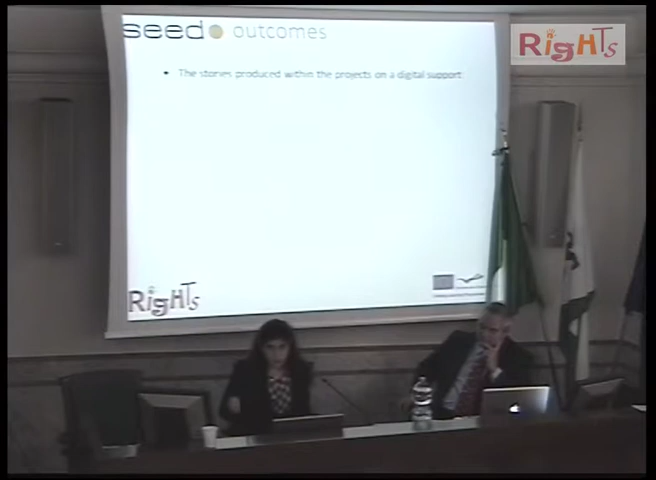 seed outcomes
RigHTs
• The stories produced within the projects on a digital support
RigHTs